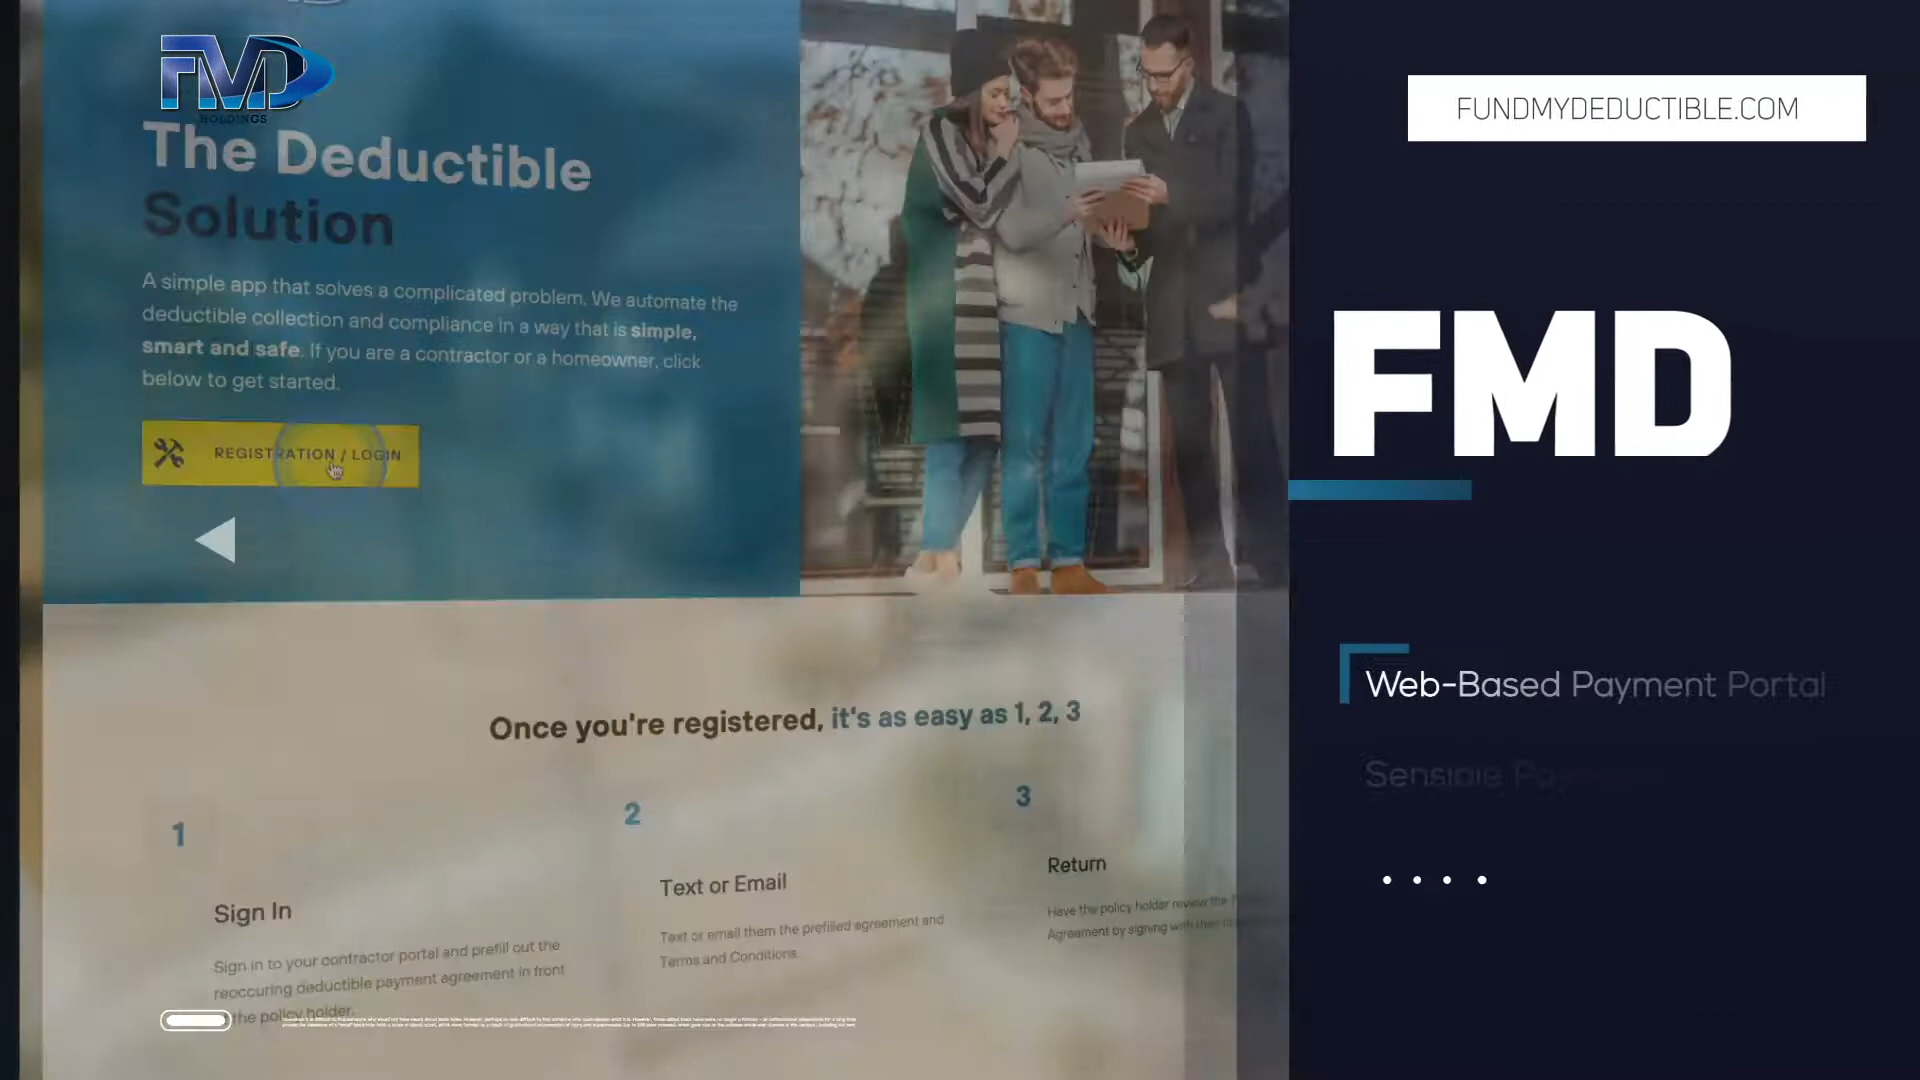 FMD
HOLDINGS
The Deductible
Solution
A simple app that solves a complicated problem. We automate the
deductible collection and compliance in a way that is simple,
smart and safe. If you are a contractor or a homeowner, click
below to get started.
REGISTRATION / LOGIN
Once you're registered, it's as easy as 1, 2, 3
1
Sign In
Sign in to your contractor portal and prefill out the
reoccuring deductible payment agreement in front
the policy holder.
2
Text or Email
Text or email them the prefilled agreement and
Terms and Conditions.
3
Return
Have the policy holder review the
Agreement by signing with their
FUNDMYDEDUCTIBLE.COM
FMD
Web-Based Payment Portal
Sensible